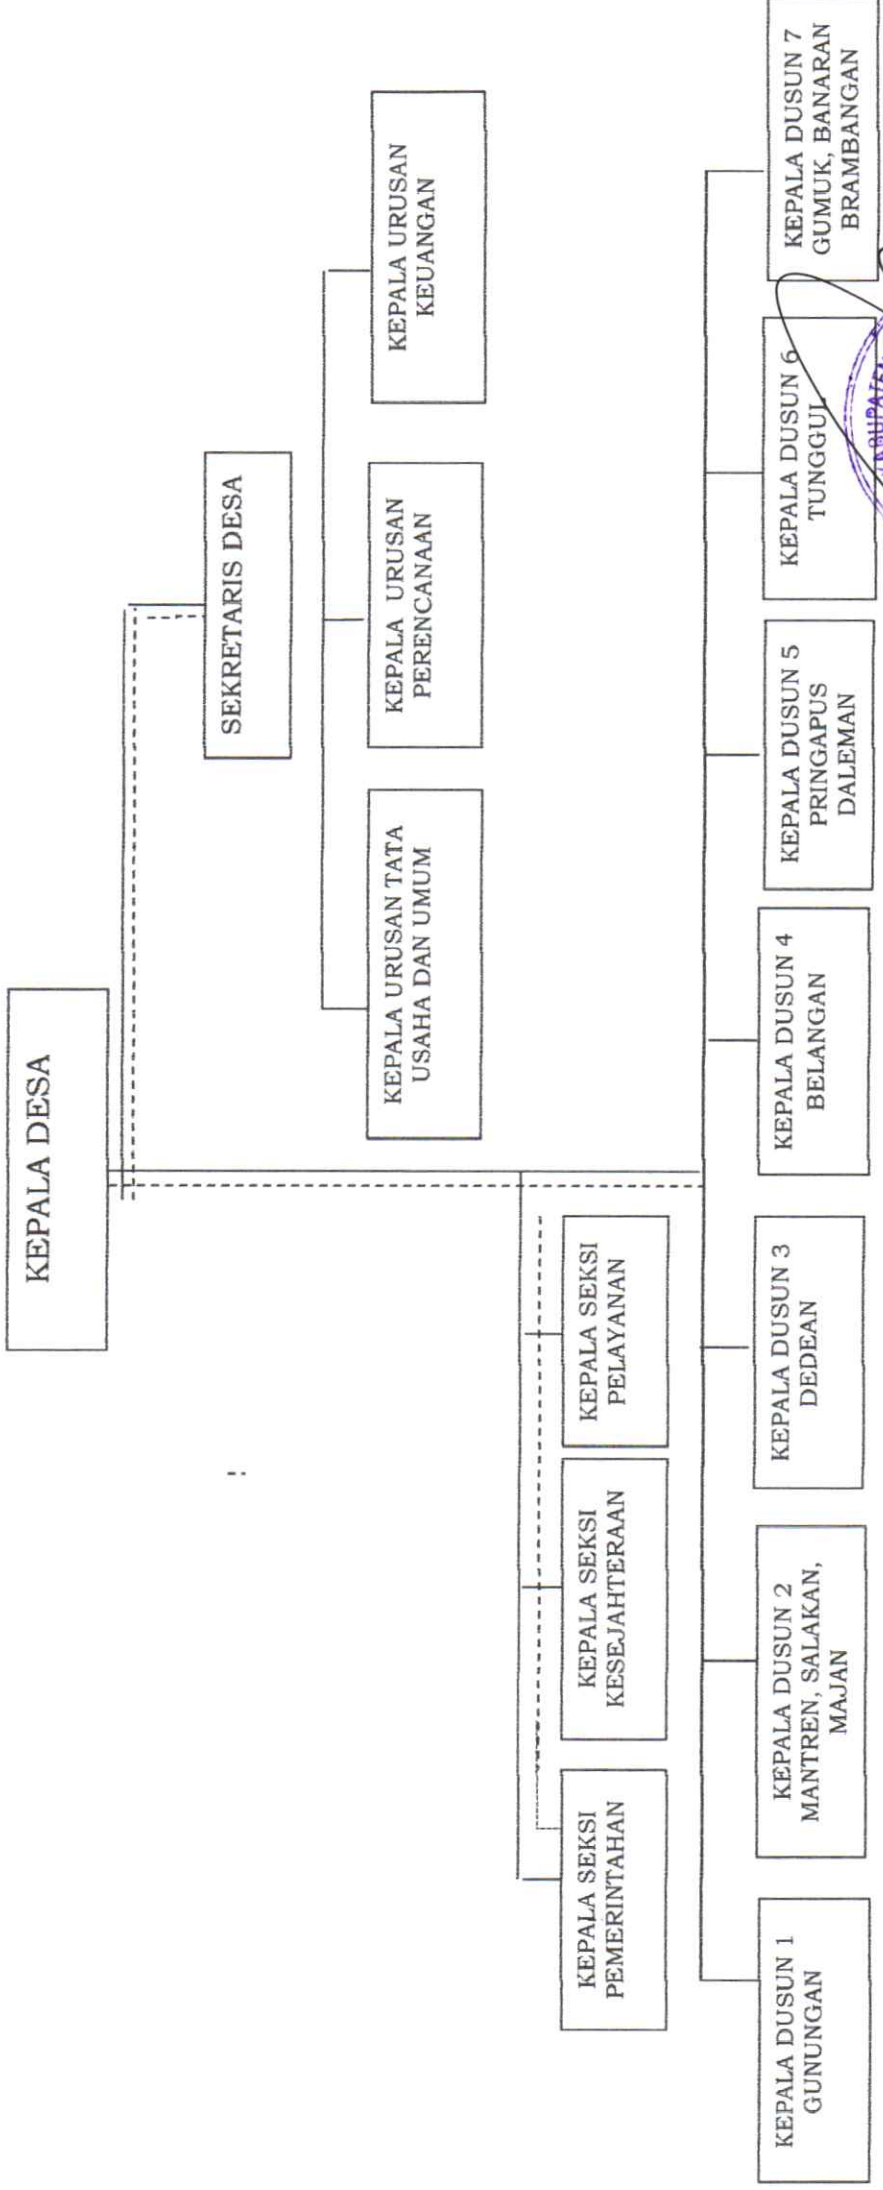 KEPALA DESA
SEKRETARIS DESA
KEPALA URUSAN TATA
USAHA DAN UMUM
KEPALA URUSAN
PERENCANAAN
KEPALA URUSAN
KEUANGAN
KEPALA SEKSI
PEMERINTAHAN
KEPALA SEKSI
KESEJAHTERAAN
KEPALA SEKSI
PELAYANAN
KEPALA DUSUN 1
GUNUNGAN
KEPALA DUSUN 2
MANTREN, SALAKAN,
MAJAN
KEPALA DUSUN 3
DEDEAN
KEPALA DUSUN 4
BELANGAN
KEPALA DUSUN 5
PRINGAPUS
DALEMAN
KEPALA DUSUN 6
TUNGGUL
KEPALA DUSUN 7
GUMUK, BANARAN
BRAMBANGAN